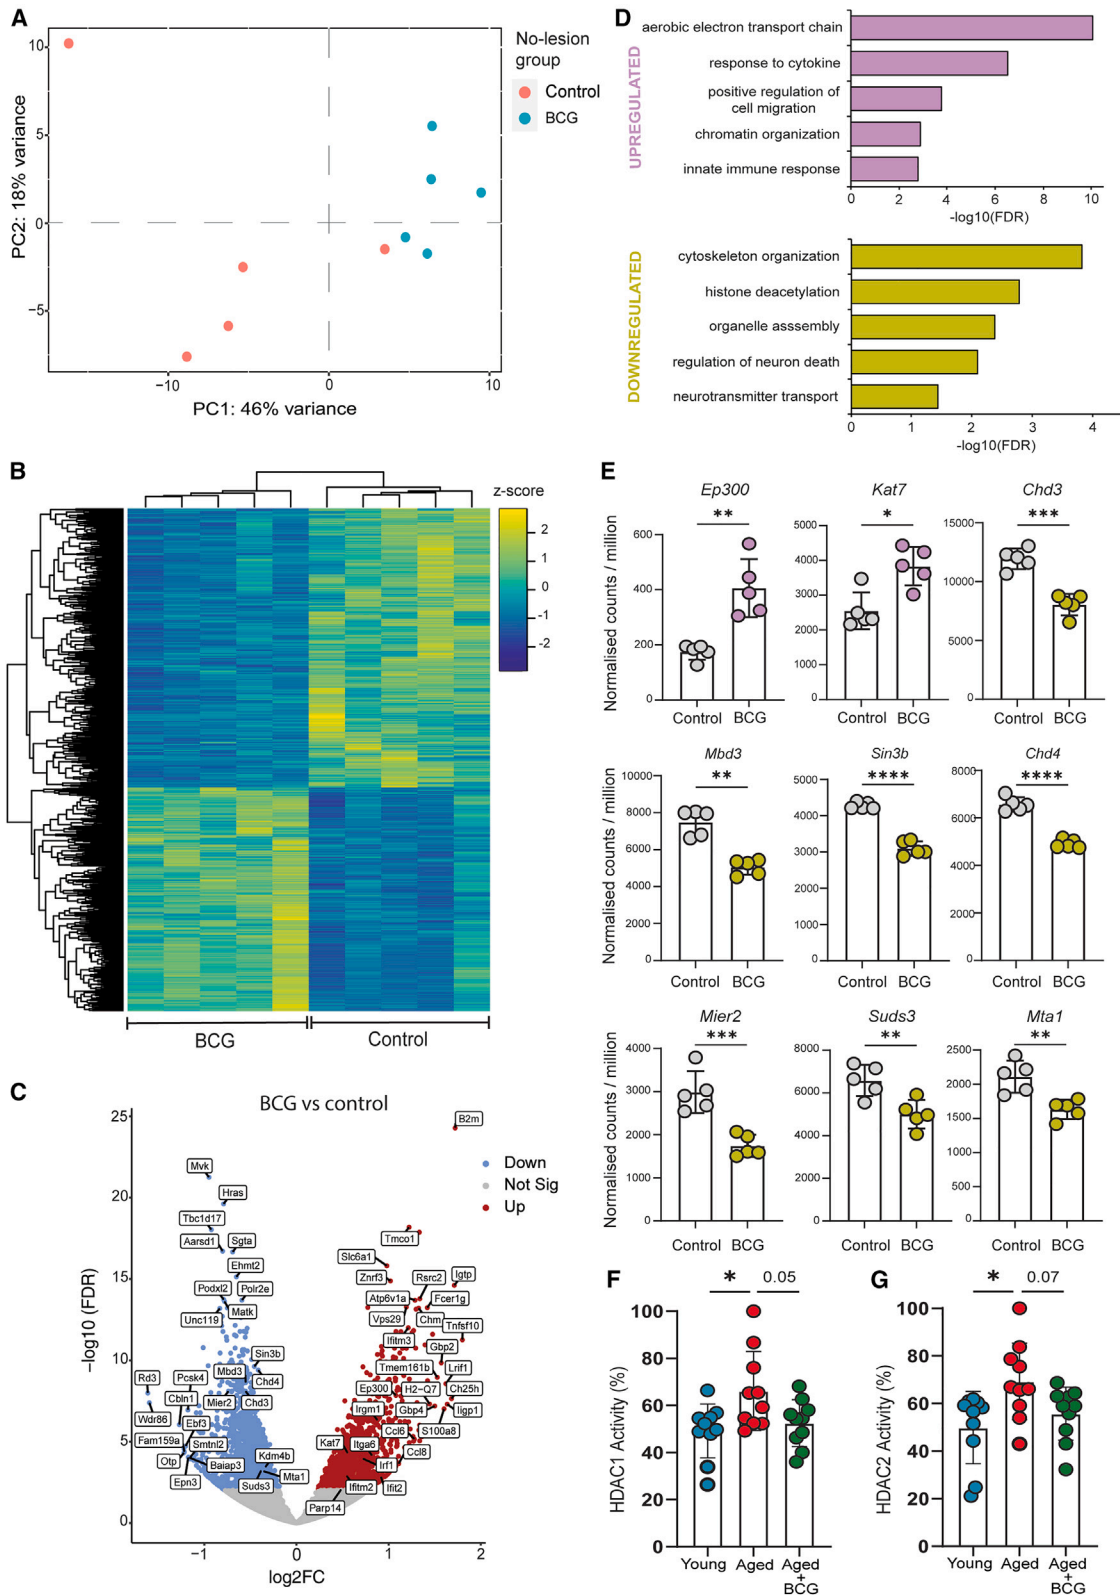 A
No-lesion
group
Control
BCG
PC2: 18% variance
10
5
0
−5
−10
0
10
PC1: 46% variance
B
z-score
2
1
0
-1
-2
BCG
Control
C
BCG vs control
25
20
15
10
5
0
−log10 (FDR)
−1
0
1
2
log2FC
Down
Not Sig
Up
B2m
Mvk
Hras
Tbc1d17
Aarsd1
Sgta
Ehmt2
Podxl2
Polr2e
Unc119
Matk
Tmco1
Slc6a1
Znrf3
Rsrc2
Igtp
Atp6v1a
Fcer1g
Vps29
Chm
Tnfsf10
Ifitm3
Gbp2
Sin3b
Tmem161b
Lrif1
Rd3
Pcsk4
Mbd3
Chd4
Ep300
H2−Q7
Ch25h
Cbln1
Mier2
Chd3
Irgm1
Gbp4
Iigp1
Wdr86
Ebf3
Ccl6
S100a8
Fam159a
Smtnl2
Kat7
Itga6
Ccl8
Otp
Baiap3
Kdm4b
Irf1
Epn3
Suds3
Mta1
Ifitm2
Ifit2
Parp14
D
UPREGULATED
aerobic electron transport chain
response to cytokine
positive regulation of
cell migration
chromatin organization
innate immune response
0 2 4 6 8 10
-log10(FDR)
DOWNREGULATED
cytoskeleton organization
histone deacetylation
organelle asssembly
regulation of neuron death
neurotransmitter transport
0 1 2 3 4
-log10(FDR)
E
Normalised counts / million
Ep300
**
600
400
200
0
Control BCG
Kat7
*
5000
4000
3000
2000
1000
0
Control BCG
Chd3
***
15000
10000
5000
0
Control BCG
Normalised counts / million
Mbd3
**
10000
8000
6000
4000
2000
0
Control BCG
Sin3b
****
5000
4000
3000
2000
1000
0
Control BCG
Chd4
****
8000
6000
4000
2000
0
Control BCG
Normalised counts / million
Mier2
***
4000
3000
2000
1000
0
Control BCG
Suds3
**
8000
6000
4000
2000
0
Control BCG
Mta1
**
2500
2000
1500
1000
500
0
Control BCG
F
* 0.05
HDAC1 Activity (%)
100
80
60
40
20
0
Young Aged Aged
+
BCG
G
* 0.07
HDAC2 Activity (%)
100
80
60
40
20
0
Young Aged Aged
+
BCG